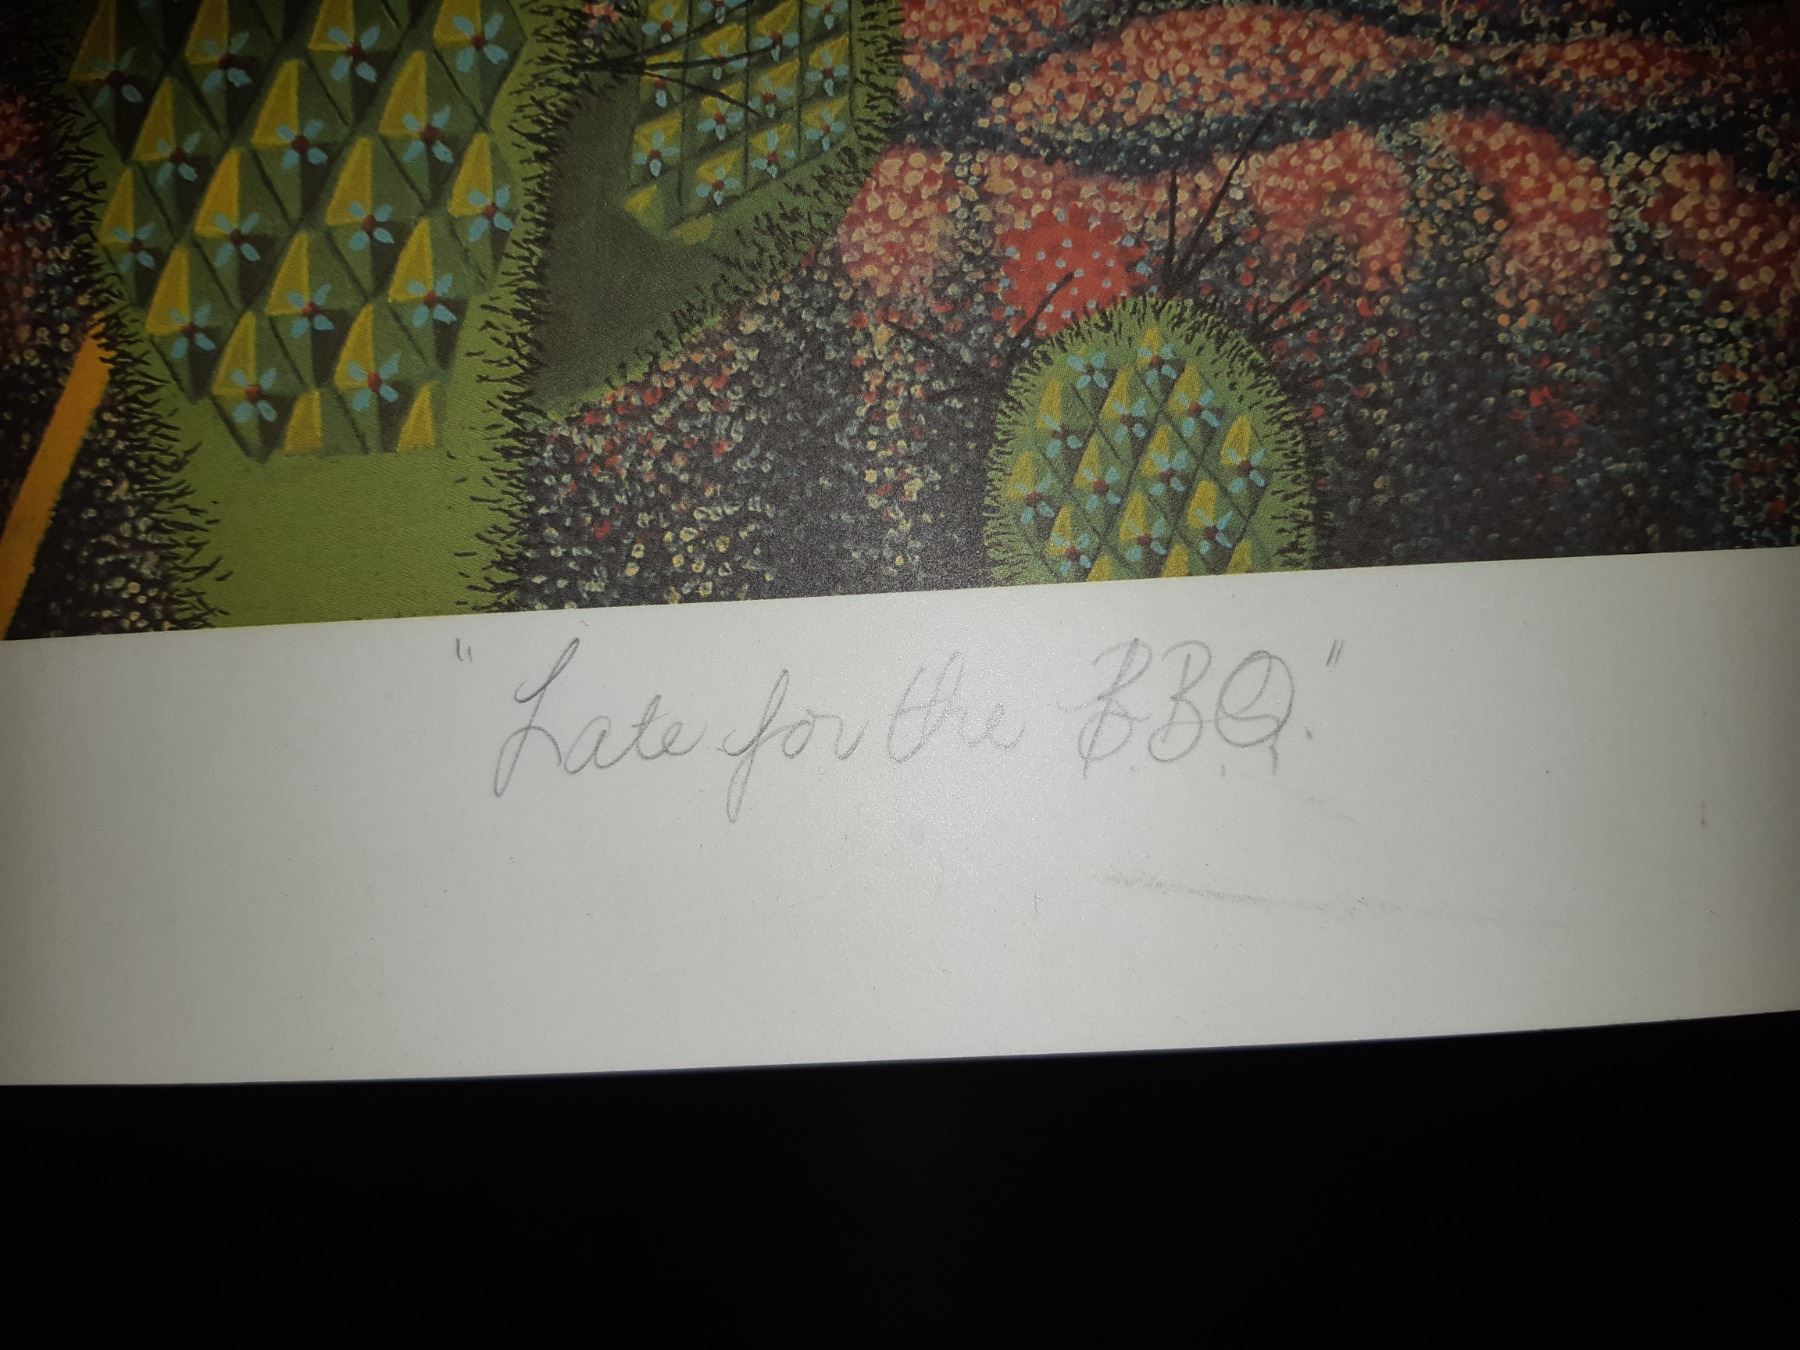 "Late for the B.B.Q."